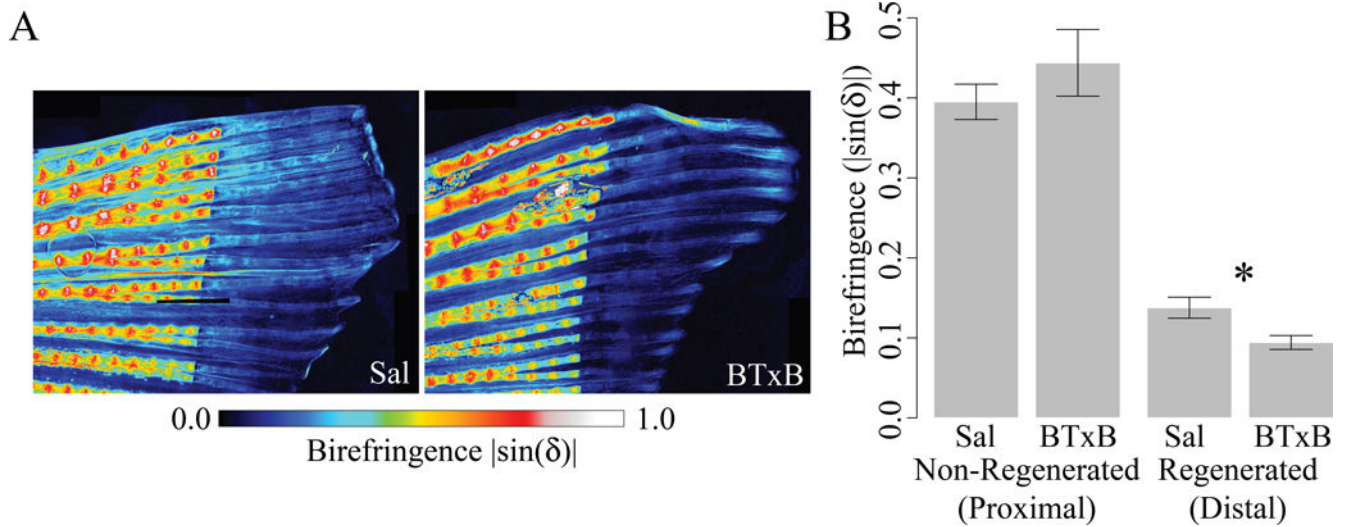 A
Sal
BTxB
0.0
1.0
Birefringence |sin(δ)|
B
Birefringence (|sin(δ)|)
0.5
0.4
0.3
0.2
0.1
0.0
*
Sal BTxB Sal BTxB
Non-Regenerated Regenerated
(Proximal) (Distal)